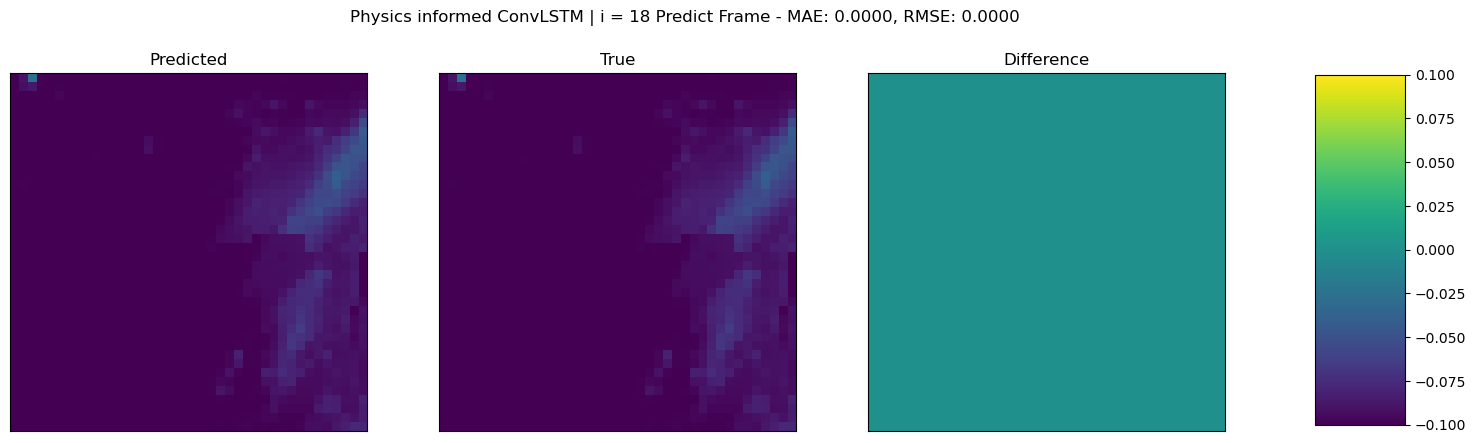 Physics informed ConvLSTM | i = 18 Predict Frame - MAE: 0.0000, RMSE: 0.0000
Predicted
True
Difference
0.100
0.075
0.050
0.025
0.000
−0.025
−0.050
−0.075
−0.100